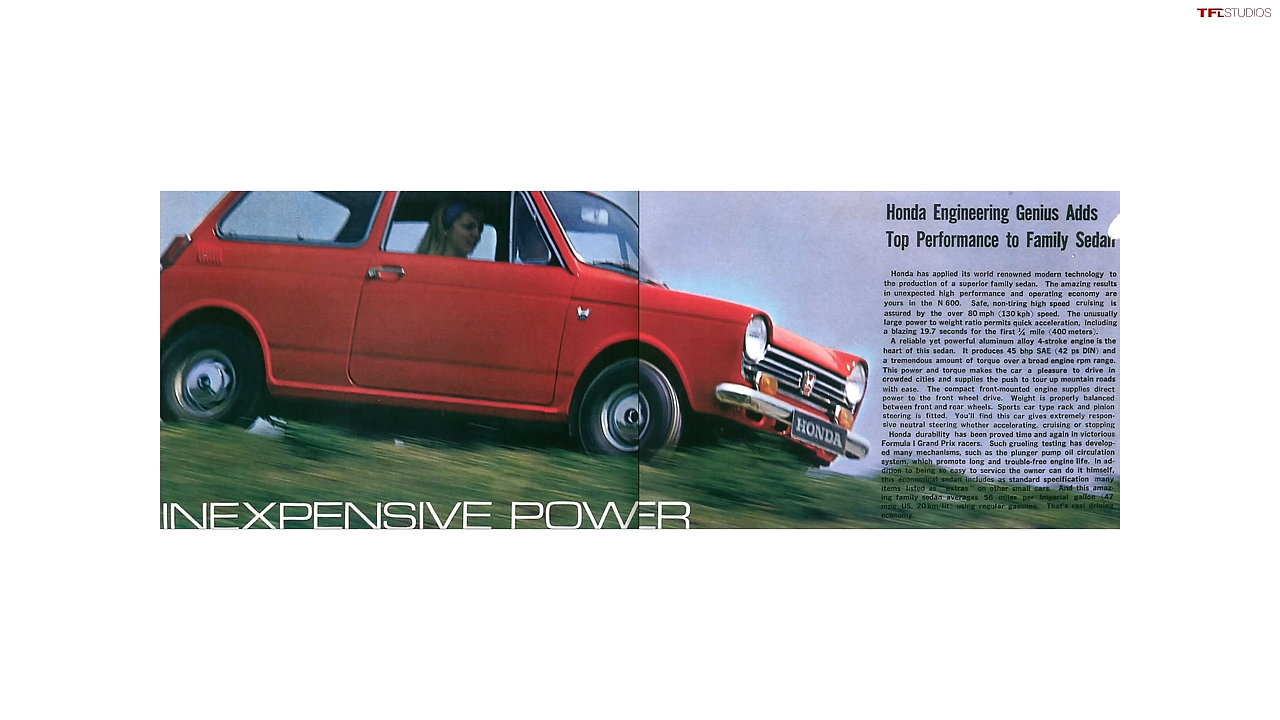 TFLSTUDIOS
Honda Engineering Genius Adds
Top Performance to Family Sedan
Honda has applied its world renowned modern technology to
the production of a superior family sedan. The amazing results
in unexpected high performance and operating economy are
yours in the N 600. Safe, non-tiring high speed cruising is
assured by the over 80 mph (130 kph) speed. The unusually
large power to weight ratio permits quick acceleration, including
a blazing 19.7 seconds for the first ¼ mile (400 meters).
A reliable yet powerful aluminum alloy 4-stroke engine is the
heart of this sedan. It produces 45 bhp SAE (42 ps DIN) and
a tremendous amount of torque over a broad engine rpm range.
This power and torque makes the car a pleasure to drive in
crowded cities and supplies the push to tour up mountain roads
with ease. The compact front-mounted engine supplies direct
power to the front wheel drive. Weight is properly balanced
between front and rear wheels. Sports car type rack and pinion
steering is fitted. You'll find this car gives extremely respon-
sive neutral steering whether accelerating, cruising or stopping
Honda durability has been proved time and again in victorious
Formula I Grand Prix racers. Such grueling testing has develop-
ed many mechanisms, such as the plunger pump oil circulation
system, which promote long and trouble-free engine life. In ad-
dition to being so easy to service the owner can do it himself,
this economical sedan includes as standard specification many
items listed as "extras" on other small cars. And this amaz-
ing family sedan averages 56 miles per imperial gallon (47
mpg US, 20 km/lit) using regular gasoline. That's real driving
economy.
HONDA
INEXPENSIVE POWER